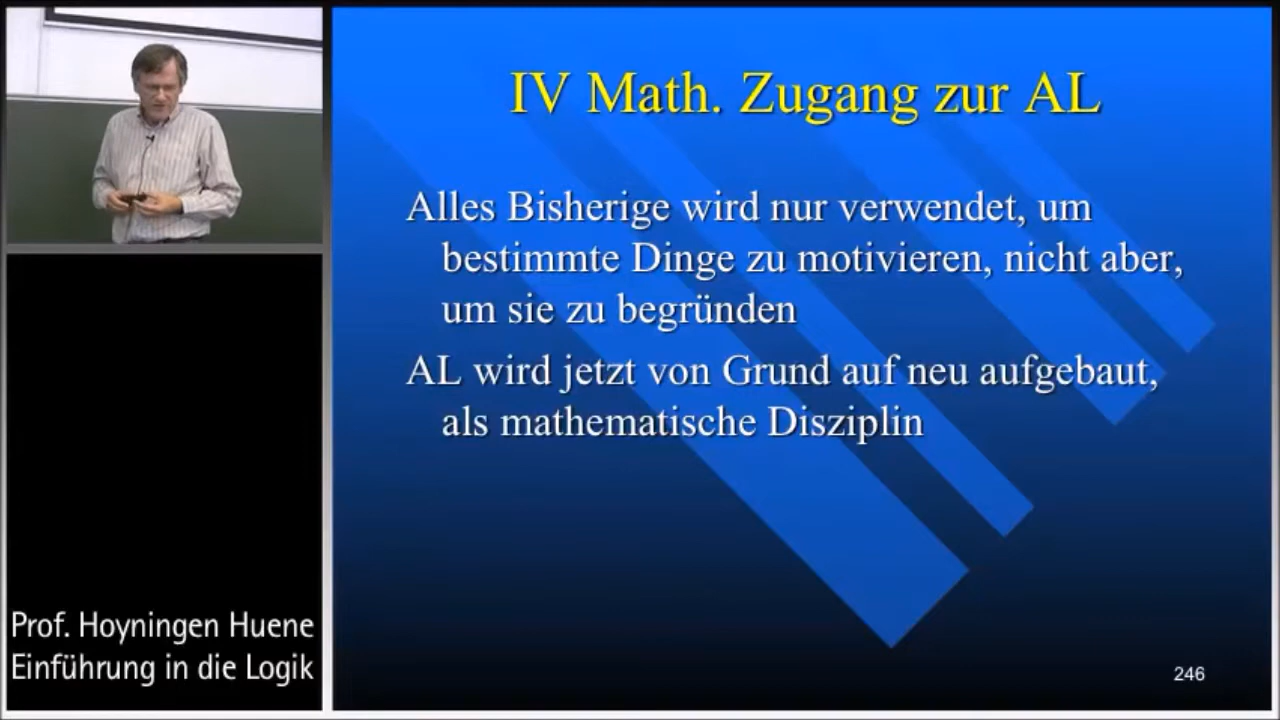 IV Math. Zugang zur AL
Alles Bisherige wird nur verwendet, um
bestimmte Dinge zu motivieren, nicht aber,
um sie zu begründen
AL wird jetzt von Grund auf neu aufgebaut,
als mathematische Disziplin
Prof. Hoyningen Huene
Einführung in die Logik
246